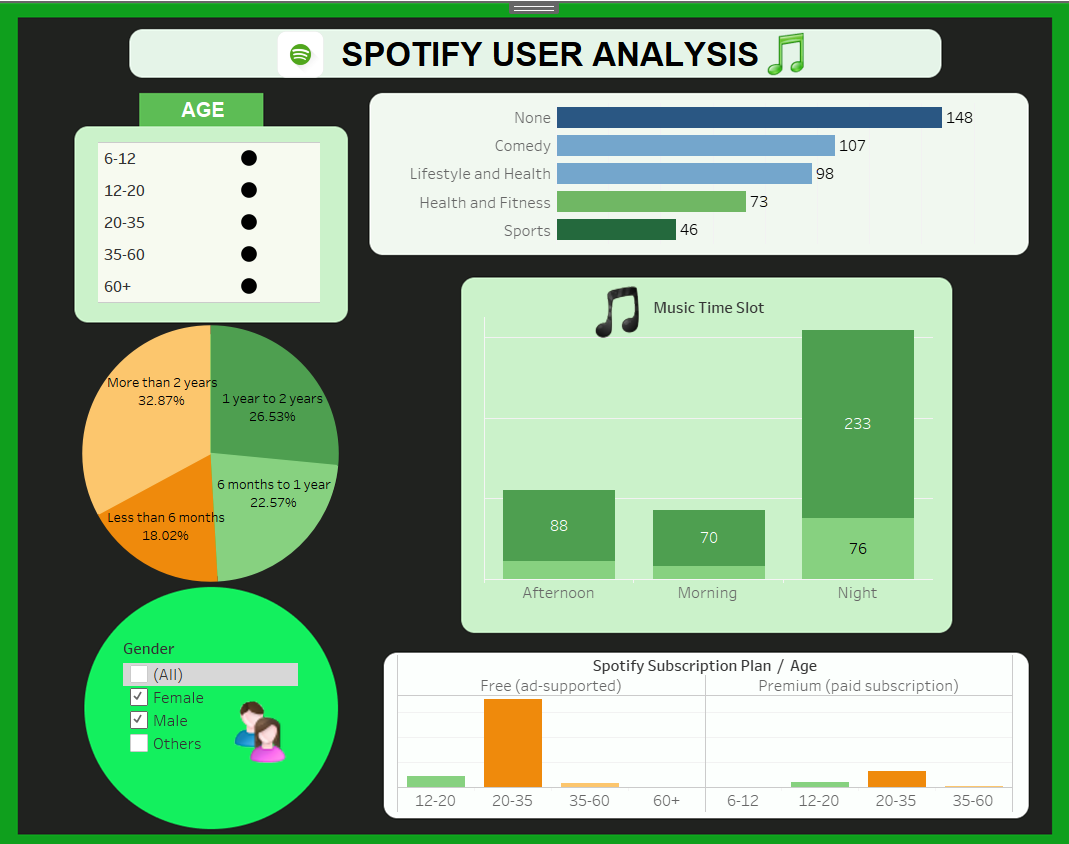 SPOTIFY USER ANALYSIS
AGE
6-12
12-20
20-35
35-60
60+
None 148
Comedy 107
Lifestyle and Health 98
Health and Fitness 73
Sports 46
More than 2 years
32.87%
1 year to 2 years
26.53%
6 months to 1 year
22.57%
Less than 6 months
18.02%
Music Time Slot
233
88
70
76
Afternoon Morning Night
Gender
(All)
Female
Male
Others
Spotify Subscription Plan / Age
Free (ad-supported) Premium (paid subscription)
12-20 20-35 35-60 60+ 6-12 12-20 20-35 35-60